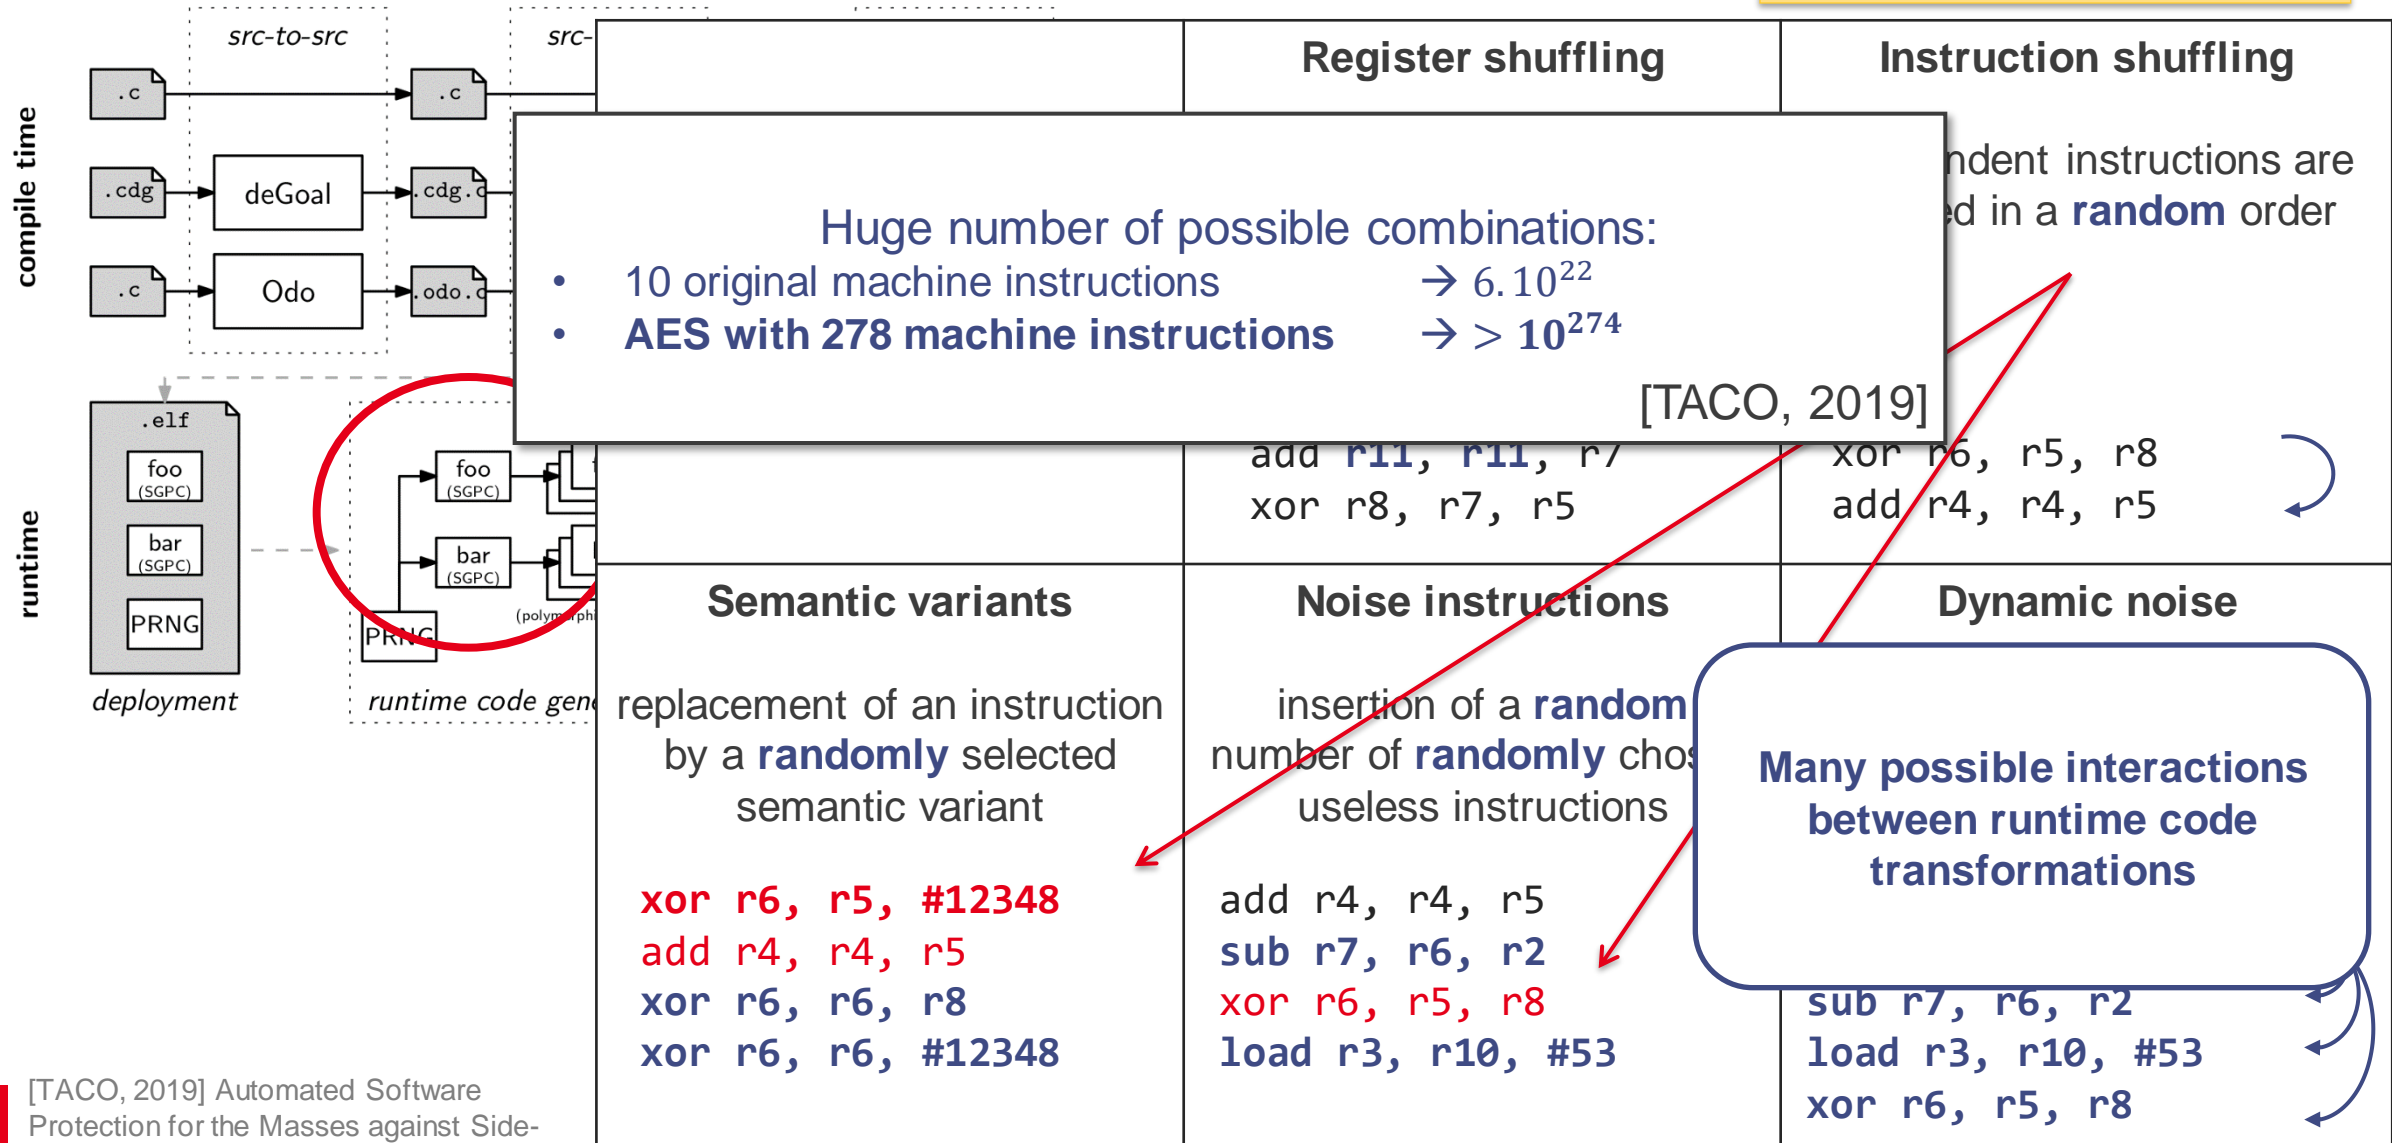 src-to-src
src-
compile time
.c
.c
.cdg
deGoal
.cdg.c
.c
Odo
.odo.c
runtime
.elf
foo
(SGPC)
bar
(SGPC)
PRNG
deployment
foo
(SGPC)
bar
(SGPC)
PRNG
runtime code gene
Register shuffling
Instruction shuffling
instructions are
in a random order
Huge number of possible combinations:
• 10 original machine instructions → 6.10²²
• AES with 278 machine instructions → > 10²⁷⁴
[TACO, 2019]
add r11, r11, r7
xor r8, r7, r5
xor r6, r5, r8
add r4, r4, r5
Semantic variants
replacement of an instruction
by a randomly selected
semantic variant
xor r6, r5, #12348
add r4, r4, r5
xor r6, r6, r8
xor r6, r6, #12348
Noise instructions
insertion of a random
number of randomly
useless instructions
add r4, r4, r5
sub r7, r6, r2
xor r6, r5, r8
load r3, r10, #53
Dynamic noise
Many possible interactions
between runtime code
transformations
sub r7, r6, r2
load r3, r10, #53
xor r6, r5, r8
[TACO, 2019] Automated Software
Protection for the Masses against Side-